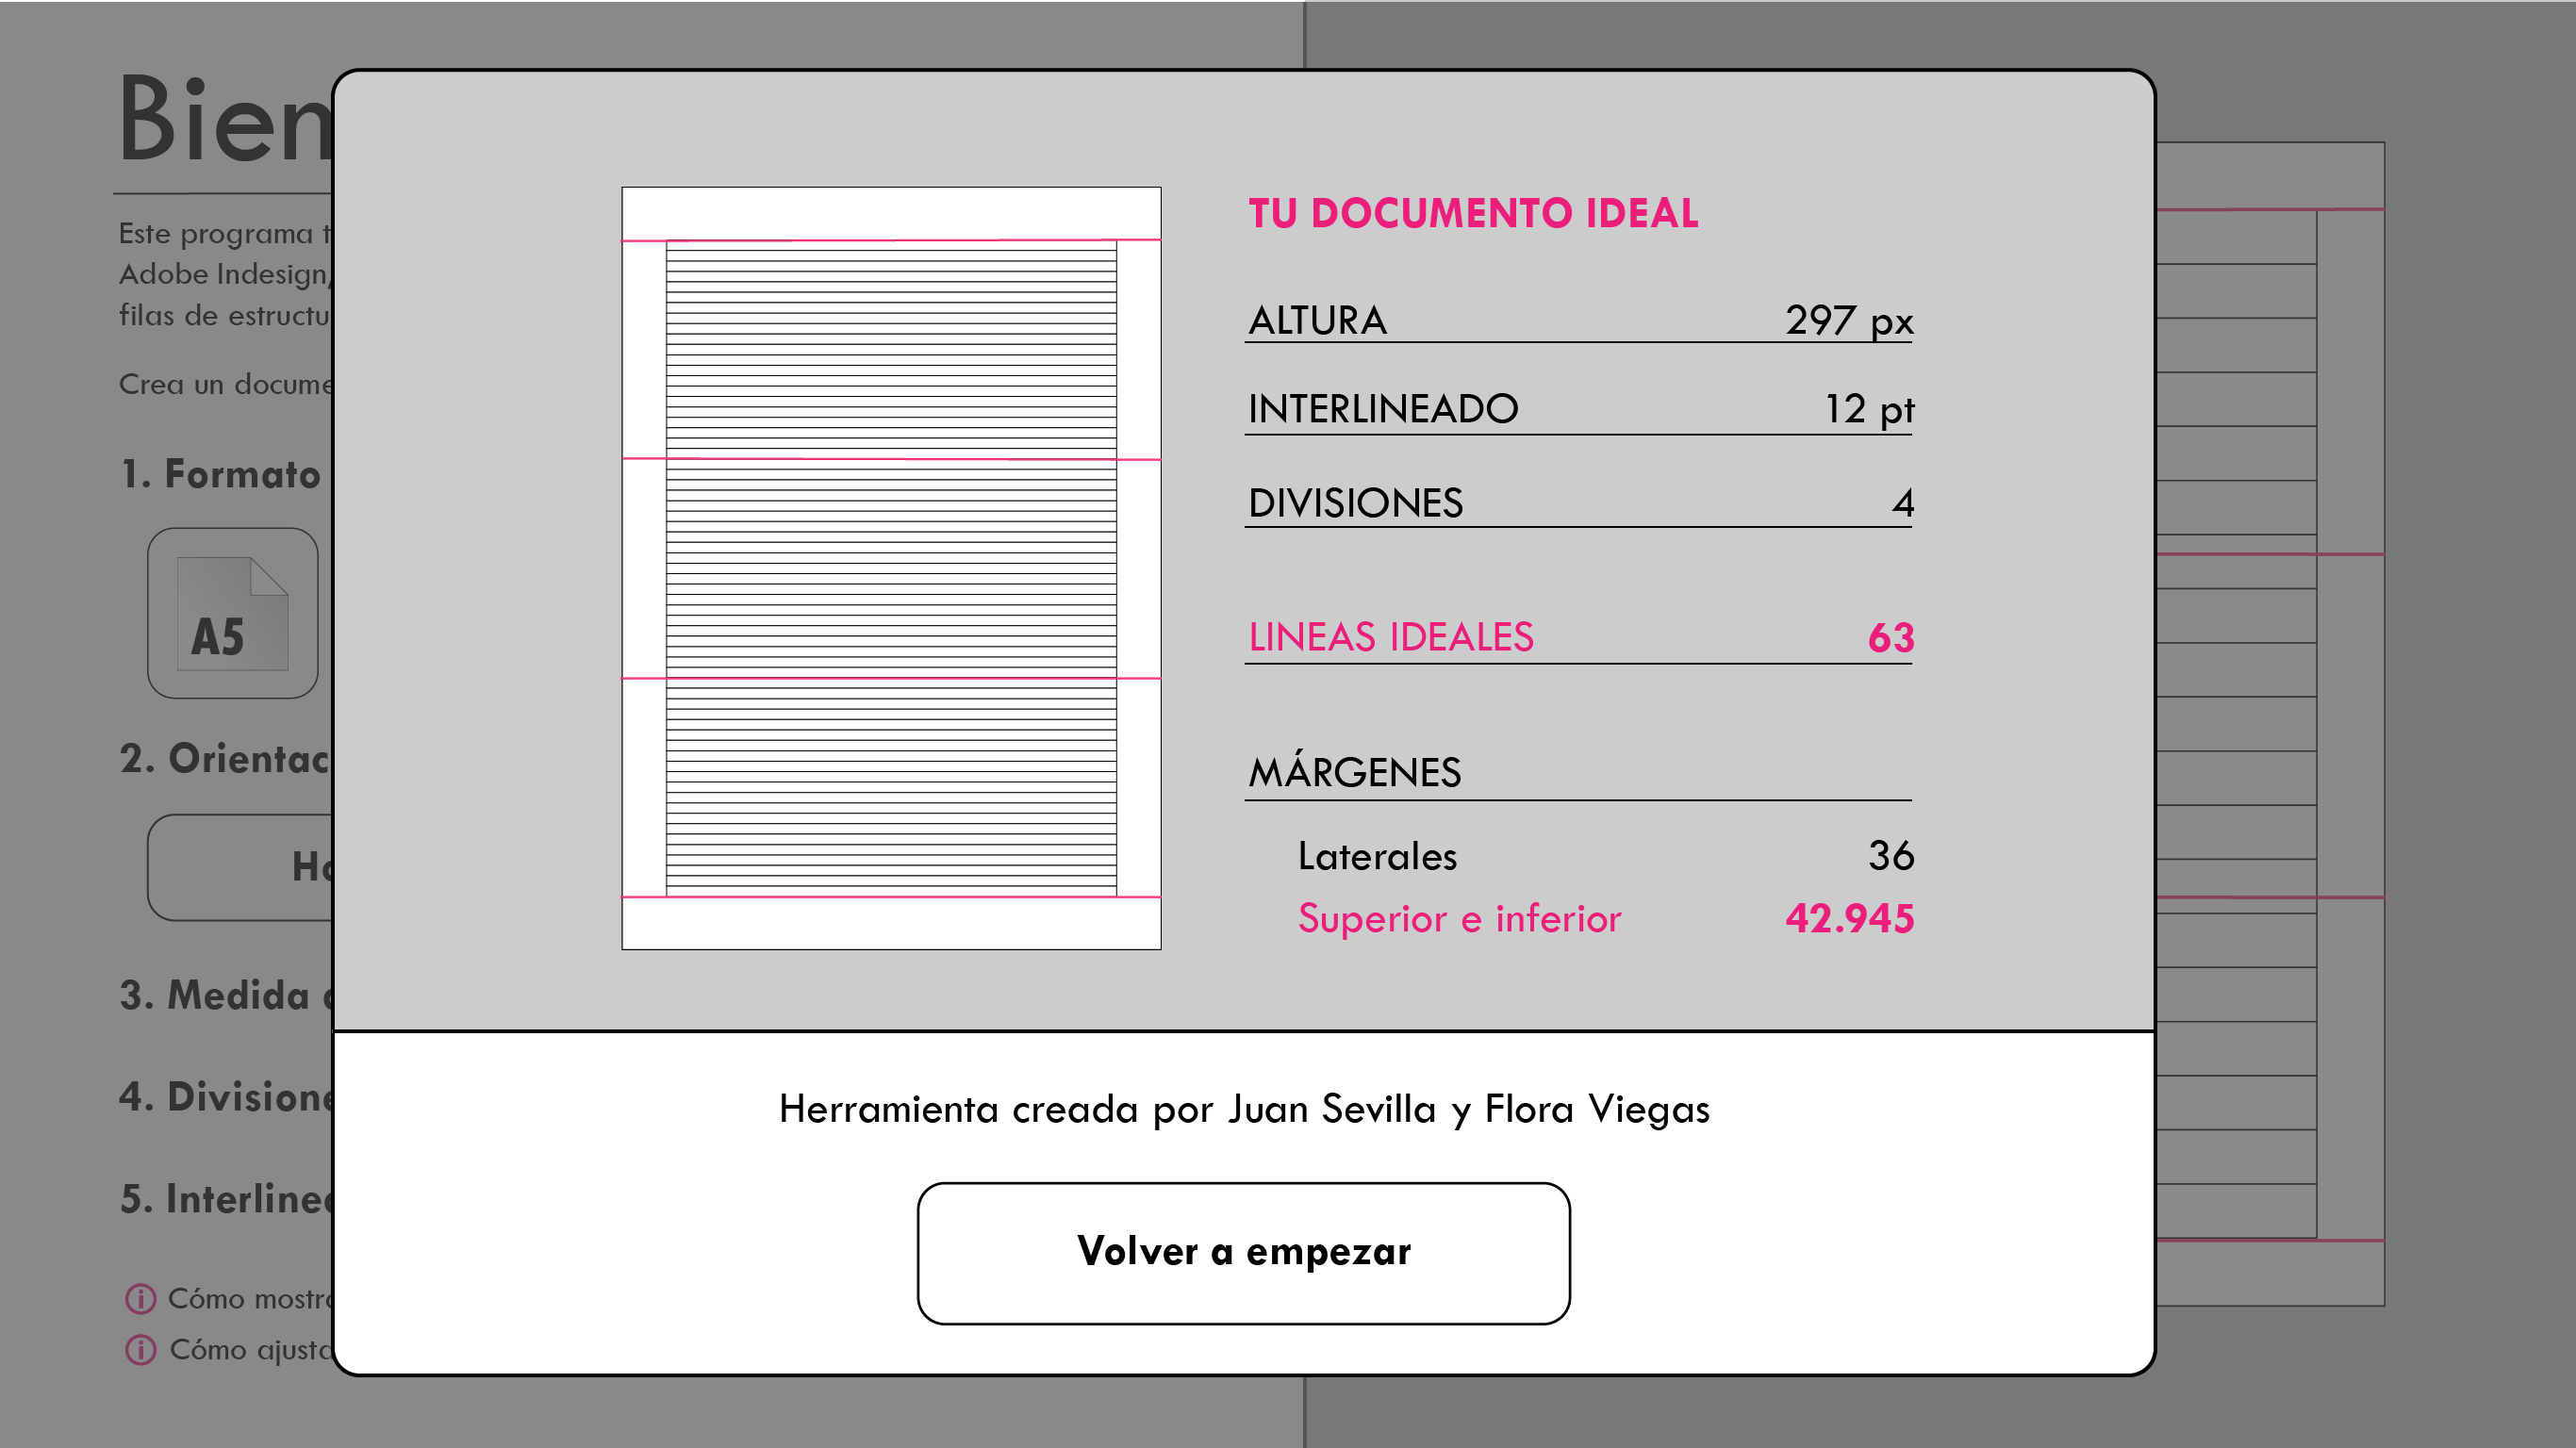 Bien
Este programa t
Adobe Indesign,
filas de estructu
Crea un docume
1. Formato
A5
2. Orientac
Ho
3. Medida
4. Divisione
5. Interlinea
Cómo mostra
Cómo ajusta
TU DOCUMENTO IDEAL
ALTURA 297 px
INTERLINEADO 12 pt
DIVISIONES 4
LINEAS IDEALES 63
MÁRGENES
Laterales 36
Superior e inferior 42.945
Herramienta creada por Juan Sevilla y Flora Viegas
Volver a empezar